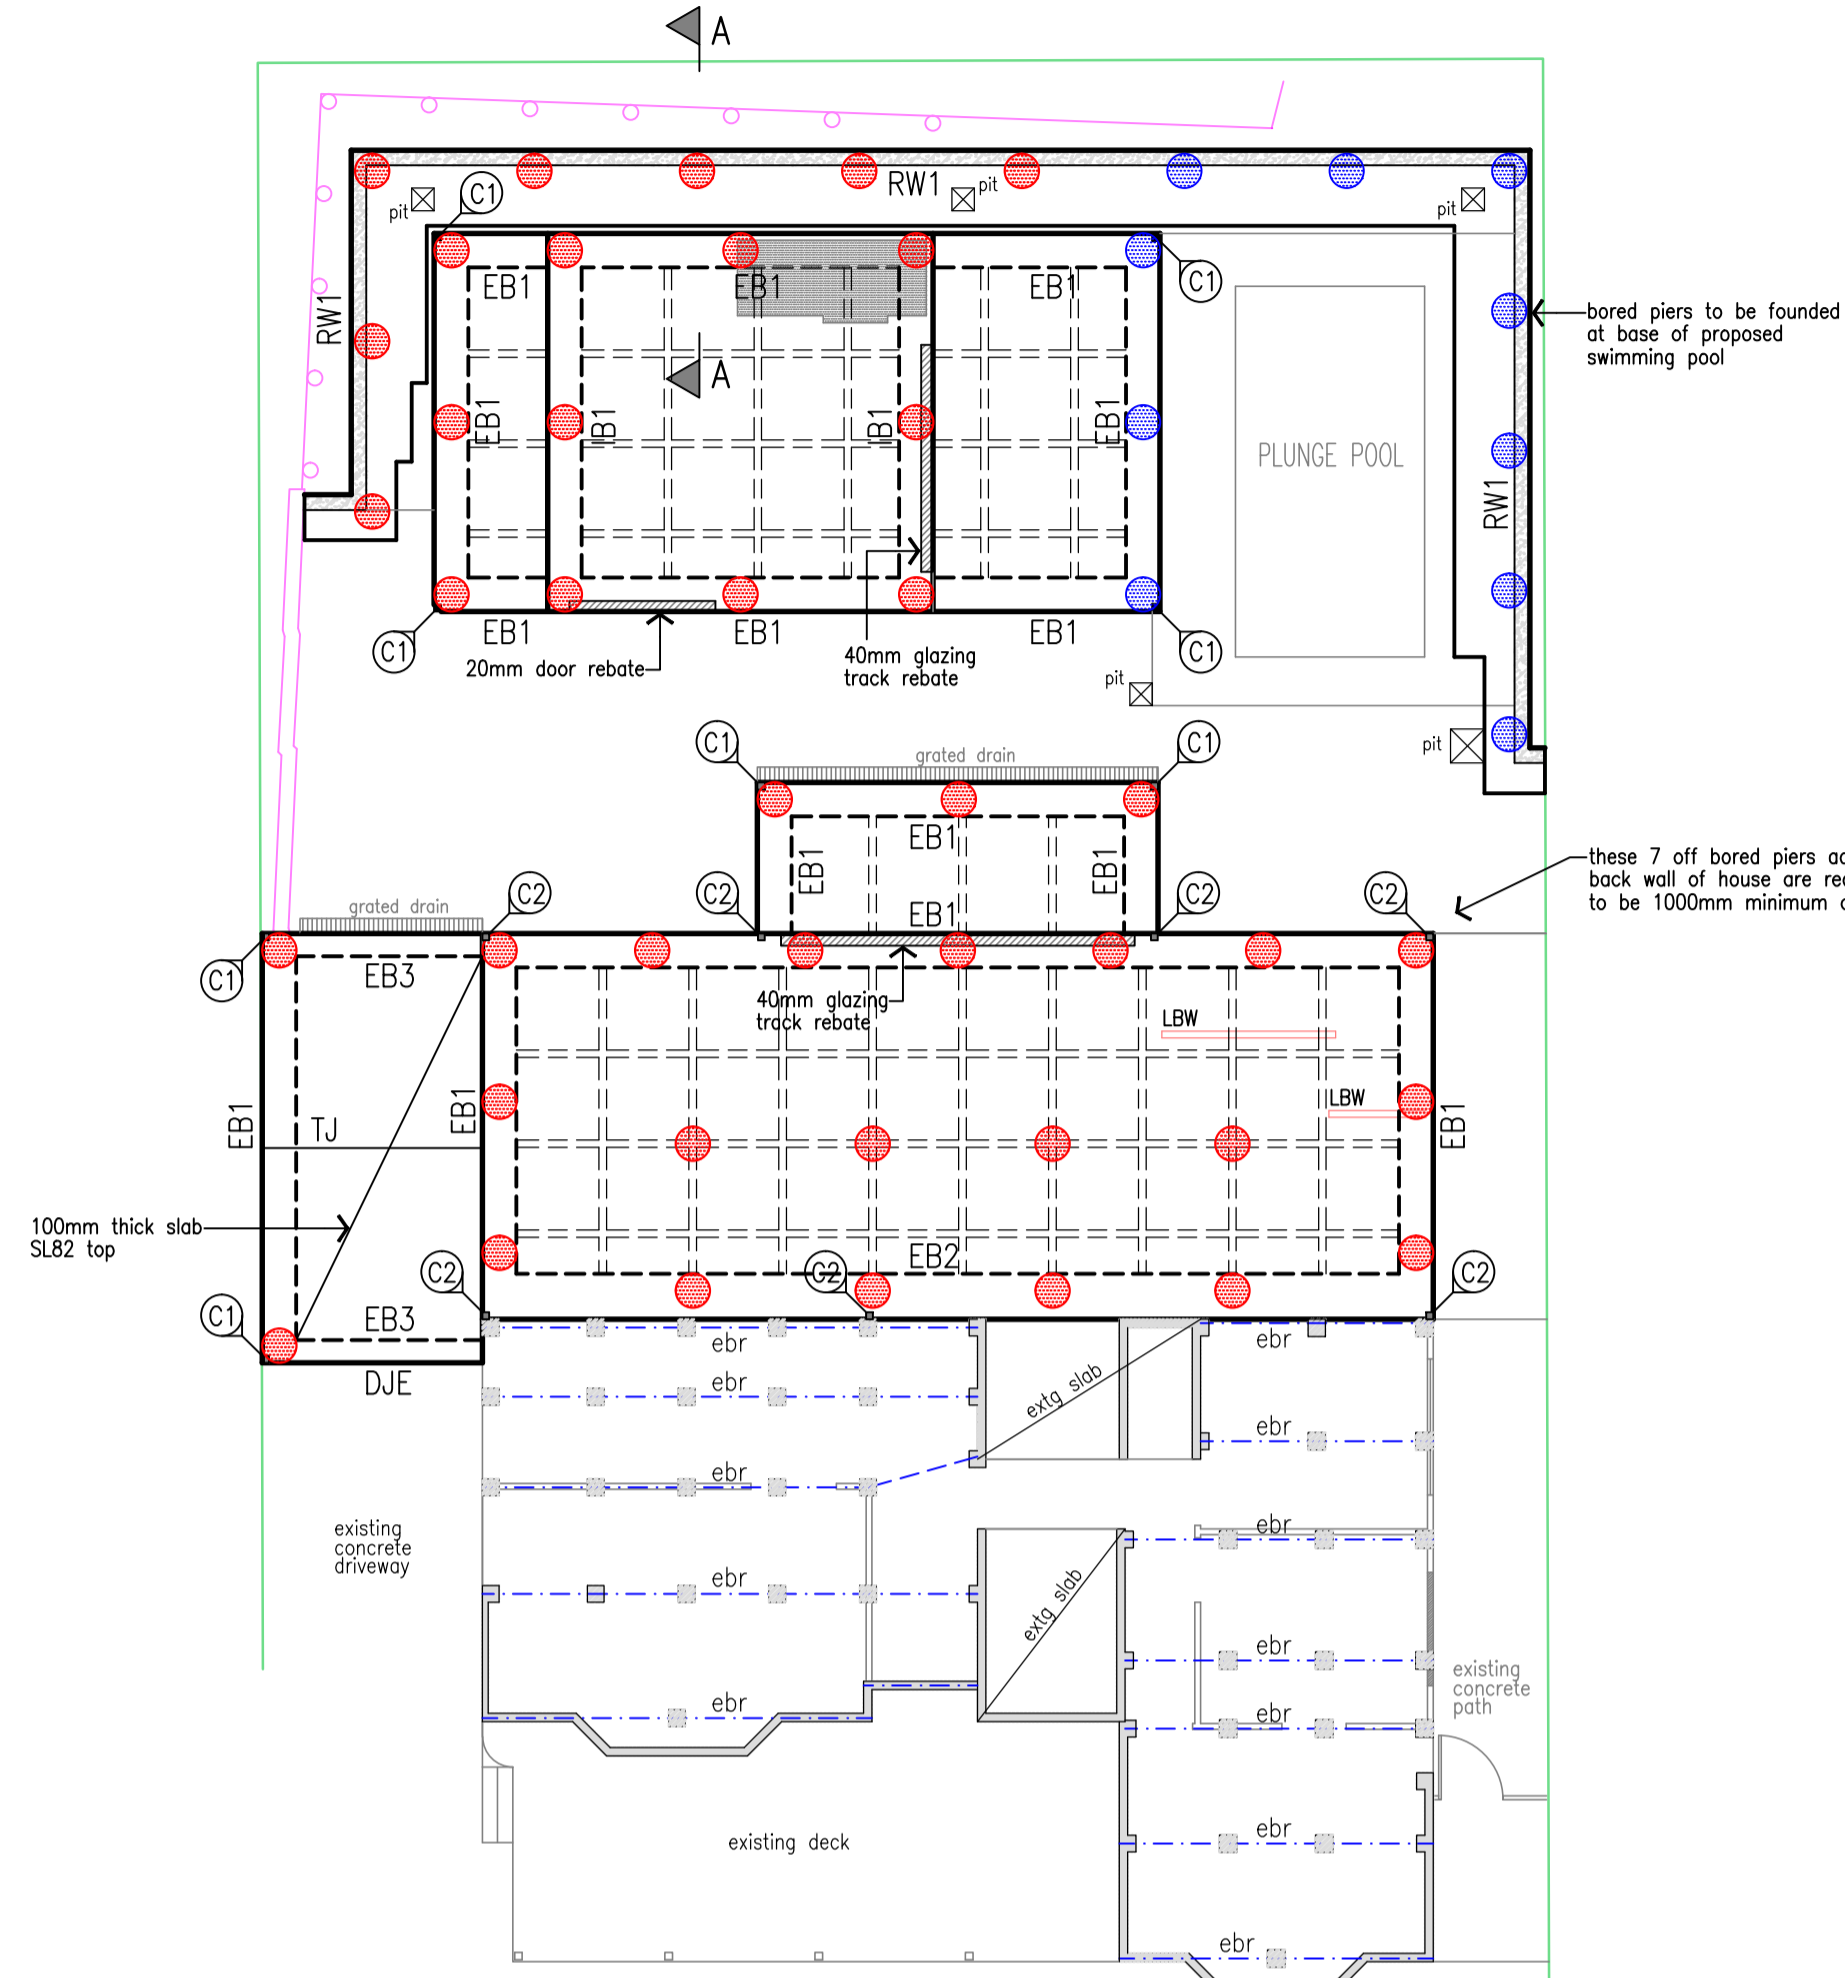 A
RW1
pit
C1
pit
pit
EB1
EB1
EB1
C1
RW1
bored piers to be founded
at base of proposed
swimming pool
A
EB1
IB1
IB1
EB1
PLUNGE POOL
RW1
C1
EB1
EB1
EB1
C1
20mm door rebate
40mm glazing
track rebate
pit
C1
C1
grated drain
pit
EB1
EB1
EB1
these 7 off bored piers
back wall of house are
to be 1000mm minimum
grated drain
C2
C2
EB1
C2
C2
C1
EB3
40mm glazing
track rebate
LBW
LBW
EB1
TJ
EB1
EB1
100mm thick slab
SL82 top
C2
C2
EB2
C2
C1
EB3
DJE
ebr
ebr
ebr
extg slab
ebr
ebr
existing
concrete
driveway
ebr
ebr
extg slab
ebr
existing
concrete
path
ebr
ebr
existing deck
ebr
ebr